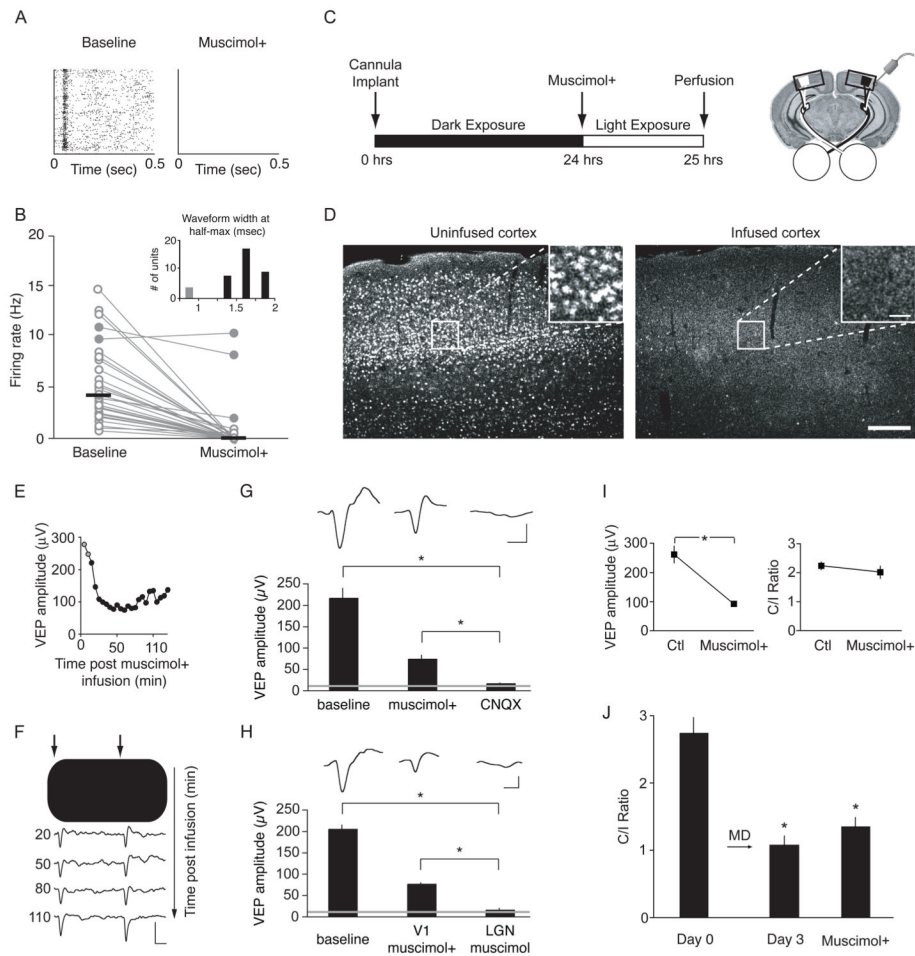 A
Baseline
Muscimol+
0 Time (sec) 0.5
0 Time (sec) 0.5
B
Waveform width at
half-max (msec)
# of units
20
10
0
1 1.5 2
Firing rate (Hz)
20
15
10
5
0
Baseline
Muscimol+
C
Cannula
Implant
Muscimol+
Perfusion
Dark Exposure
Light Exposure
0 hrs
24 hrs
25 hrs
D
Uninfused cortex
Infused cortex
E
VEP amplitude (µV)
300
200
100
0
0 50 110
Time post muscimol+
infusion (min)
F
20
50
80
110
Time post infusion (min)
G
*
*
VEP amplitude (µV)
250
200
150
100
50
0
baseline
muscimol+
CNQX
H
*
*
VEP amplitude (µV)
250
200
150
100
50
0
baseline
V1
muscimol+
LGN
muscimol
I
VEP amplitude (µV)
400
300
200
100
0
*
Ctl
Muscimol+
C/I Ratio
3
2
1
0
Ctl
Muscimol+
J
C/I Ratio
3
2
1
0
MD
*
*
Day 0
Day 3
Muscimol+